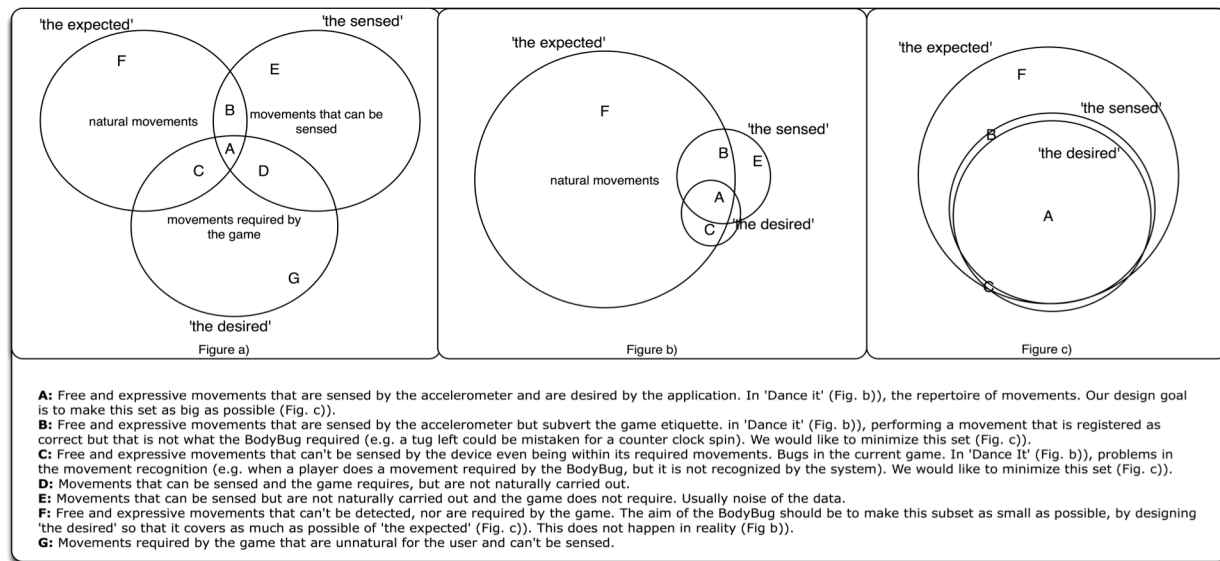 'the expected'
'the sensed'
F
E
B
natural movements
movements that can be
sensed
A
C
D
movements required by
the game
G
'the desired'
Figure a)
'the expected'
F
'the sensed'
B
E
natural movements
A
C
'the desired'
Figure b)
'the expected'
F
'the sensed'
B
'the desired'
A
C
Figure c)
A: Free and expressive movements that are sensed by the accelerometer and are desired by the application. In 'Dance it' (Fig. b)), the repertoire of movements. Our design goal
is to make this set as big as possible (Fig. c)).
B: Free and expressive movements that are sensed by the accelerometer but subvert the game etiquette. in 'Dance it' (Fig. b)), performing a movement that is registered as
correct but that is not what the BodyBug required (e.g. a tug left could be mistaken for a counter clock spin). We would like to minimize this set (Fig. c)).
C: Free and expressive movements that can't be sensed by the device even being within its required movements. Bugs in the current game. In 'Dance It' (Fig. b)), problems in
the movement recognition (e.g. when a player does a movement required by the BodyBug, but it is not recognized by the system). We would like to minimize this set (Fig. c)).
D: Movements that can be sensed and the game requires, but are not naturally carried out.
E: Movements that can be sensed but are not naturally carried out and the game does not require. Usually noise of the data.
F: Free and expressive movements that can't be detected, nor are required by the game. The aim of the BodyBug should be to make this subset as small as possible, by designing
'the desired' so that it covers as much as possible of 'the expected' (Fig. c)). This does not happen in reality (Fig b)).
G: Movements required by the game that are unnatural for the user and can't be sensed.